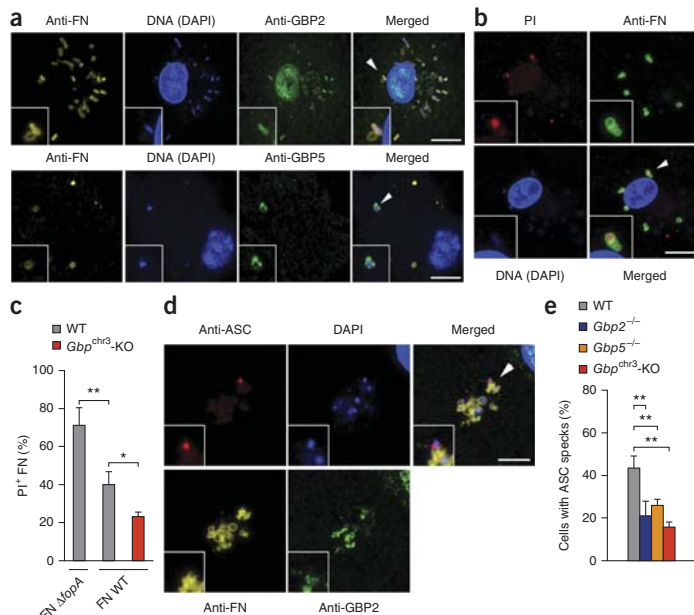 a
Anti-FN DNA (DAPI) Anti-GBP2 Merged
Anti-FN DNA (DAPI) Anti-GBP5 Merged
b
PI Anti-FN
DNA (DAPI) Merged
c
WT
Gbpchr3-KO
PI+ FN (%)
100
80
60
40
20
0
**
*
FN ΔfopA
FN WT
d
Anti-ASC DAPI Merged
Anti-FN Anti-GBP2
e
WT
Gbp2−/−
Gbp5−/−
Gbpchr3-KO
Cells with ASC specks (%)
80
60
40
20
0
**
**
**